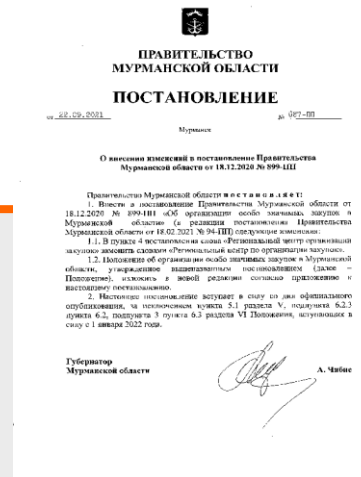 ПРАВИТЕЛЬСТВО
МУРМАНСКОЙ ОБЛАСТИ
ПОСТАНОВЛЕНИЕ
от 22.09.2021
№ 687-ПП
Мурманск
О внесении изменений в постановление Правительства
Мурманской области от 18.12.2020 № 899-ПП
Правительство Мурманской области постановляет:
1. Внести в постановление Правительства Мурманской области от
18.12.2020 № 899-ПП «Об организации особо значимых закупок в
Мурманской области» (в редакции постановления Правительства
Мурманской области от 18.02.2021 № 94-ПП) следующие изменения:
1.1. В пункте 4 постановления слова «Региональный центр организации
закупок» заменить словами «Региональный центр по организации закупок».
1.2. Положение об организации особо значимых закупок в Мурманской
области, утвержденное вышеназванным постановлением (далее –
Положение), изложить в новой редакции согласно приложению к
настоящему постановлению.
2. Настоящее постановление вступает в силу со дня официального
опубликования, за исключением пункта 5.1 раздела V, подпункта 6.2.3
пункта 6.2, подпункта 3 пункта 6.3 раздела VI Положения, вступающих в
силу с 1 января 2022 года.
Губернатор
Мурманской области
А. Чибис